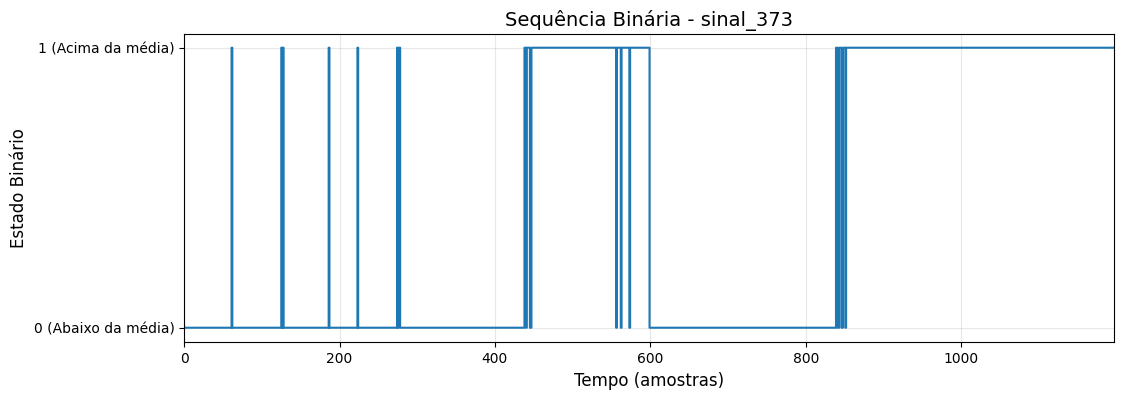 Sequência Binária - sinal_373
1 (Acima da média)
Estado Binário
0 (Abaixo da média)
0 200 400 600 800 1000
Tempo (amostras)